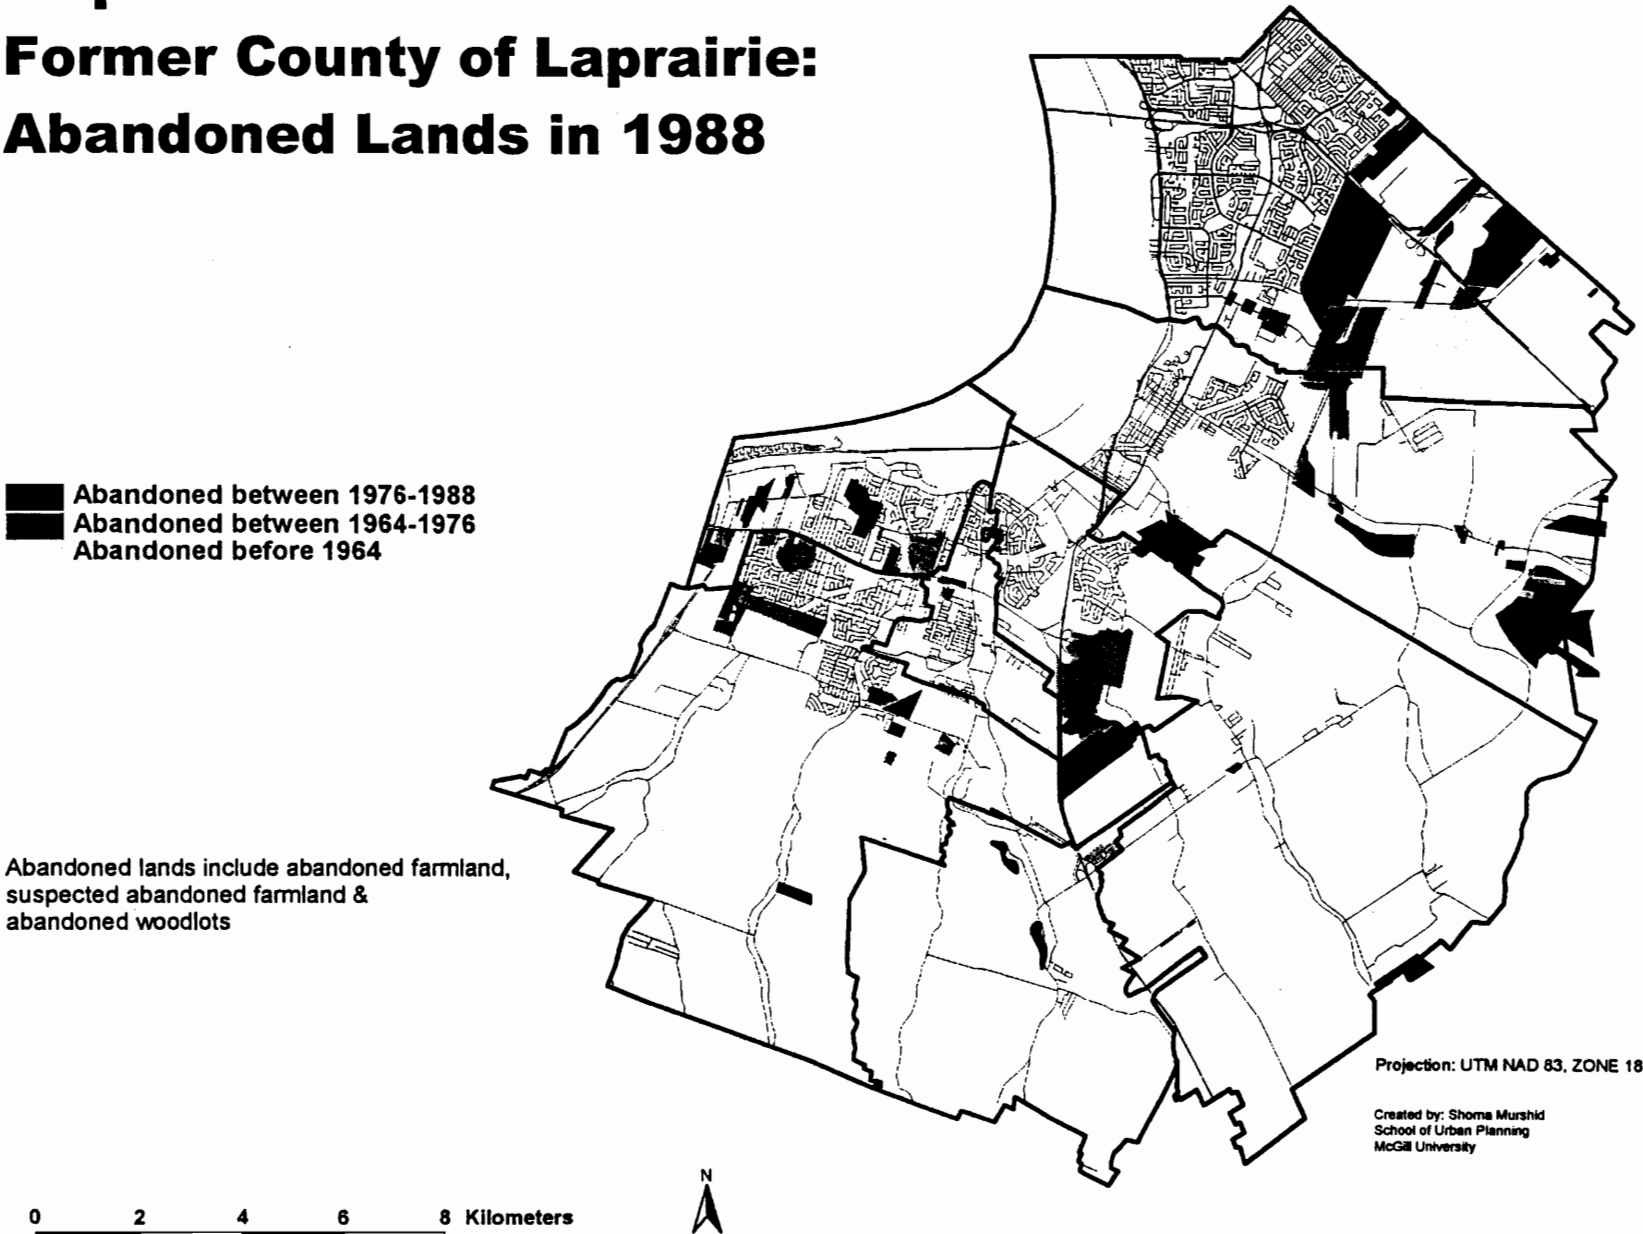 Former County of Laprairie:
Abandoned Lands in 1988
Abandoned between 1976-1988
Abandoned between 1964-1976
Abandoned before 1964
Abandoned lands include abandoned farmland,
suspected abandoned farmland &
abandoned woodlots
Projection: UTM NAD 83, ZONE 18
Created by: Shoma Murshid
School of Urban Planning
McGill University
N
0 2 4 6 8 Kilometers